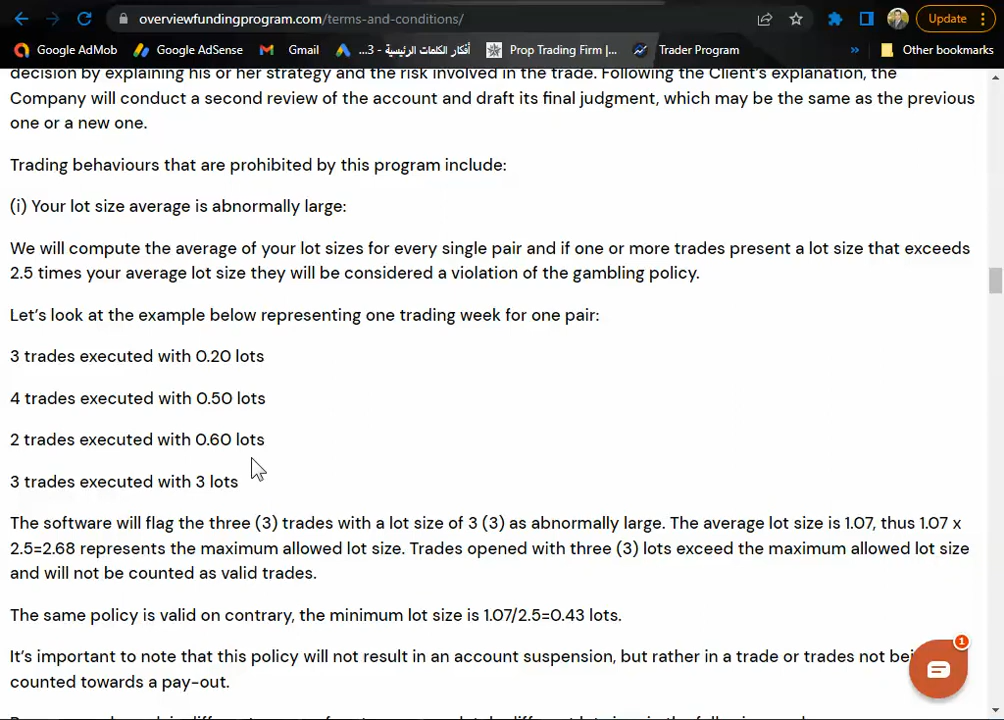 overviewfundingprogram.com/terms-and-conditions/
Update
Google AdMob
Google AdSense
Gmail
أفكار الكلمات الرئيسية - 3...
Prop Trading Firm |...
Trader Program
»
Other bookmarks
decision by explaining his or her strategy and the risk involved in the trade. Following the Client's explanation, the
Company will conduct a second review of the account and draft its final judgment, which may be the same as the previous
one or a new one.
Trading behaviours that are prohibited by this program include:
(i) Your lot size average is abnormally large:
We will compute the average of your lot sizes for every single pair and if one or more trades present a lot size that exceeds
2.5 times your average lot size they will be considered a violation of the gambling policy.
Let's look at the example below representing one trading week for one pair:
3 trades executed with 0.20 lots
4 trades executed with 0.50 lots
2 trades executed with 0.60 lots
3 trades executed with 3 lots
The software will flag the three (3) trades with a lot size of 3 (3) as abnormally large. The average lot size is 1.07, thus 1.07 x
2.5=2.68 represents the maximum allowed lot size. Trades opened with three (3) lots exceed the maximum allowed lot size
and will not be counted as valid trades.
The same policy is valid on contrary, the minimum lot size is 1.07/2.5=0.43 lots.
It's important to note that this policy will not result in an account suspension, but rather in a trade or trades not bei
1
counted towards a pay-out.